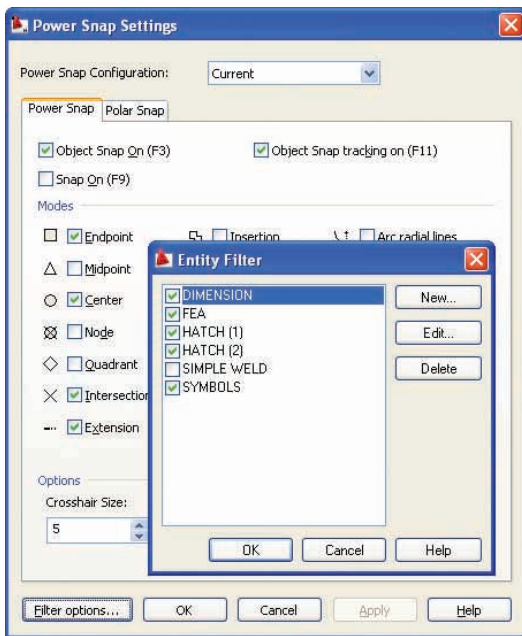 Power Snap Settings
Power Snap Configuration: Current
Power Snap Polar Snap
Object Snap On (F3) Object Snap tracking on (F11)
Snap On (F9)
Modes
Endpoint Insertion Arc radial lines
Midpoint
Center
Node
Quadrant
Intersection
Extension
Entity Filter
DIMENSION
FEA
HATCH (1)
HATCH (2)
SIMPLE WELD
SYMBOLS
New...
Edit...
Delete
OK Cancel Help
Options
Crosshair Size:
5
Filter options... OK Cancel Apply Help